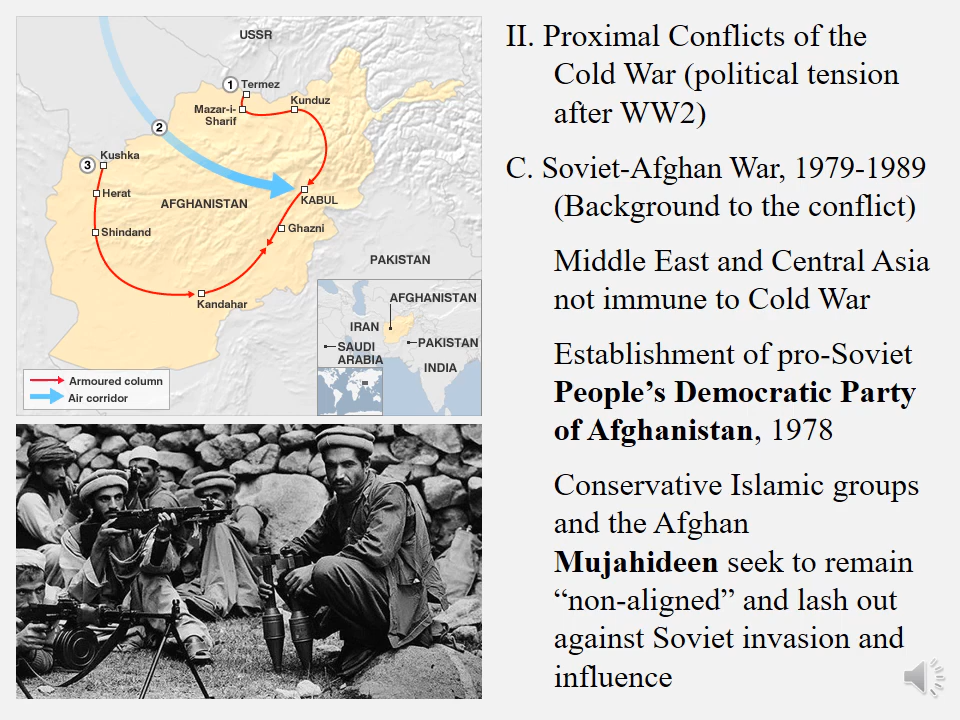 USSR
1 Termez
Mazar-i-
Sharif
Kunduz
2
3
Kushka
Herat
AFGHANISTAN
KABUL
Shindand
Ghazni
PAKISTAN
Kandahar
AFGHANISTAN
IRAN
PAKISTAN
SAUDI
ARABIA
INDIA
Armoured column
Air corridor
II. Proximal Conflicts of the
Cold War (political tension
after WW2)
C. Soviet-Afghan War, 1979-1989
(Background to the conflict)
Middle East and Central Asia
not immune to Cold War
Establishment of pro-Soviet
People’s Democratic Party
of Afghanistan, 1978
Conservative Islamic groups
and the Afghan
Mujahideen seek to remain
“non-aligned” and lash out
against Soviet invasion and
influence